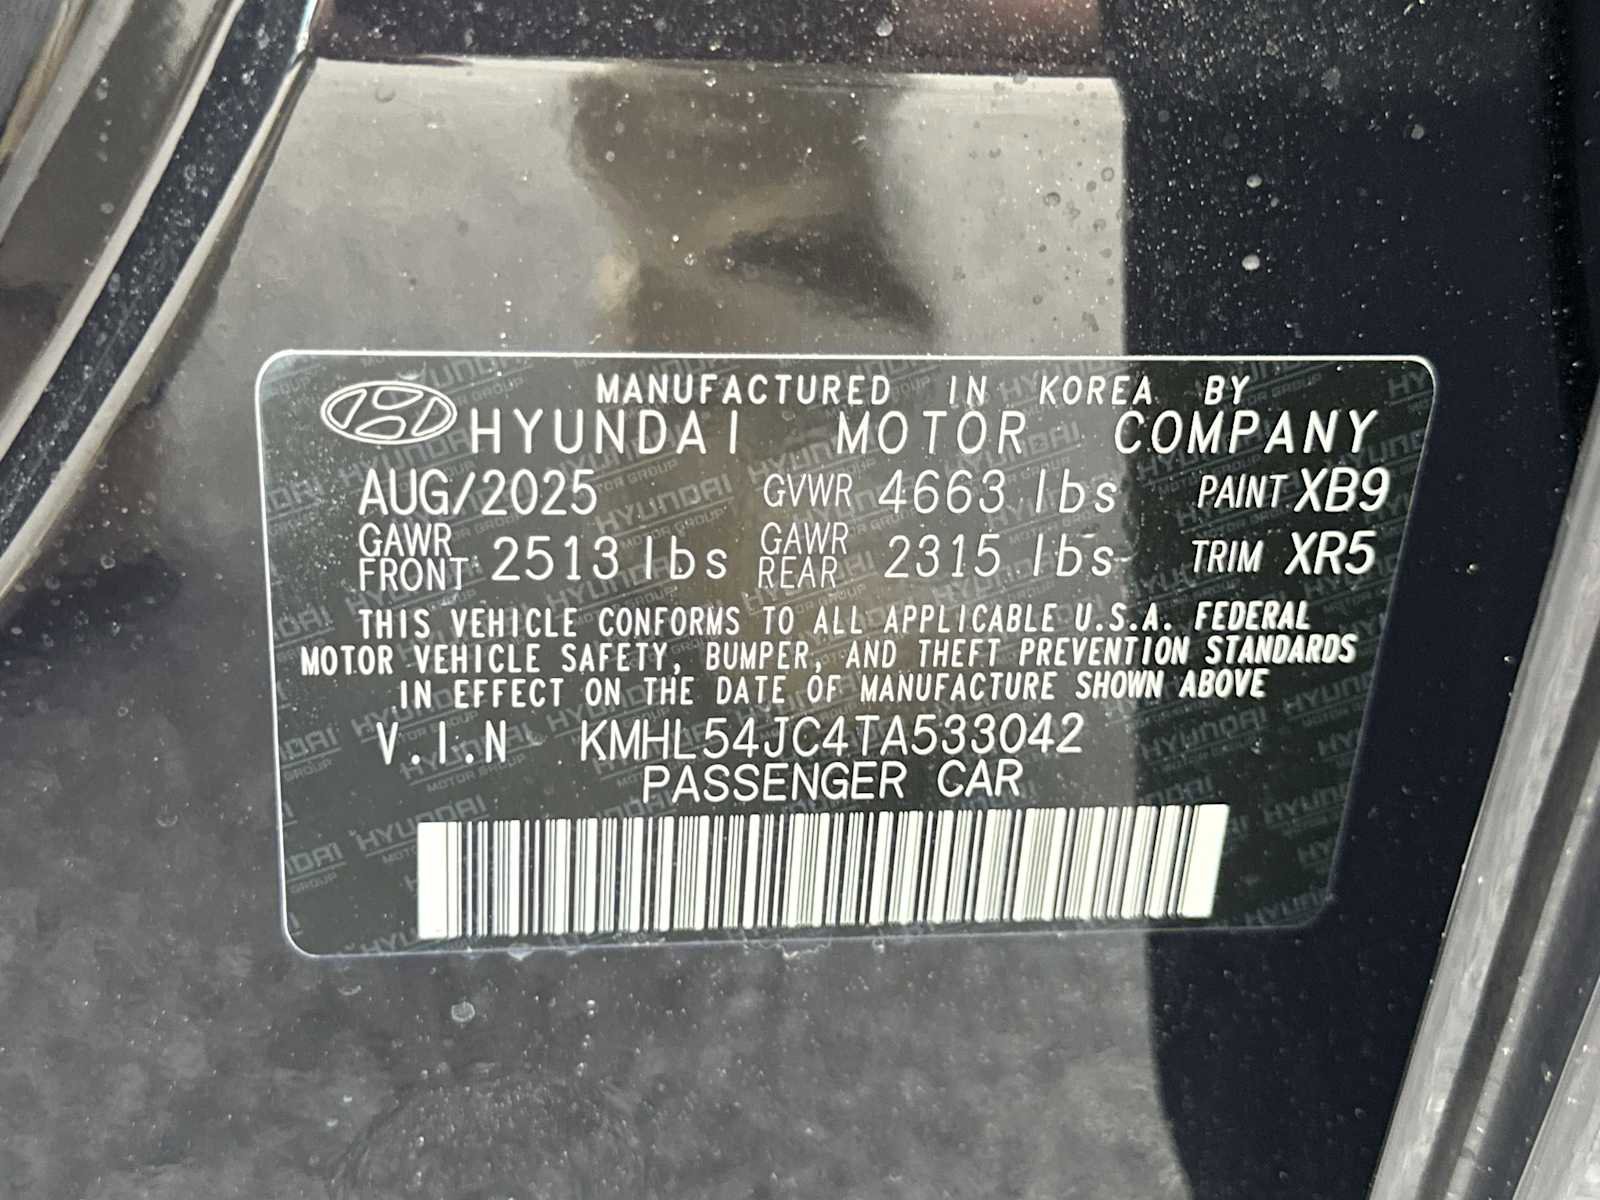 MANUFACTURED IN KOREA BY
HYUNDAI MOTOR COMPANY
AUG/2025 GVWR 4663 lbs PAINT XB9
GAWR FRONT 2513 lbs GAWR REAR 2315 lbs TRIM XR5
THIS VEHICLE CONFORMS TO ALL APPLICABLE U.S.A. FEDERAL
MOTOR VEHICLE SAFETY, BUMPER, AND THEFT PREVENTION STANDARDS
IN EFFECT ON THE DATE OF MANUFACTURE SHOWN ABOVE
V.I.N KMHL54JC4TA533042
PASSENGER CAR